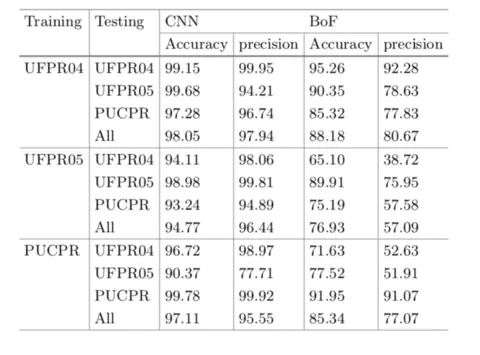 Training Testing CNN BoF
Accuracy precision Accuracy precision
UFPR04 UFPR04 99.15 99.95 95.26 92.28
UFPR05 99.68 94.21 90.35 78.63
PUCPR 97.28 96.74 85.32 77.83
All 98.05 97.94 88.18 80.67
UFPR05 UFPR04 94.11 98.06 65.10 38.72
UFPR05 98.98 99.81 89.91 75.95
PUCPR 93.24 94.89 75.19 57.58
All 94.77 96.44 76.93 57.09
PUCPR UFPR04 96.72 98.97 71.63 52.63
UFPR05 90.37 77.71 77.52 51.91
PUCPR 99.78 99.92 91.95 91.07
All 97.11 95.55 85.34 77.07